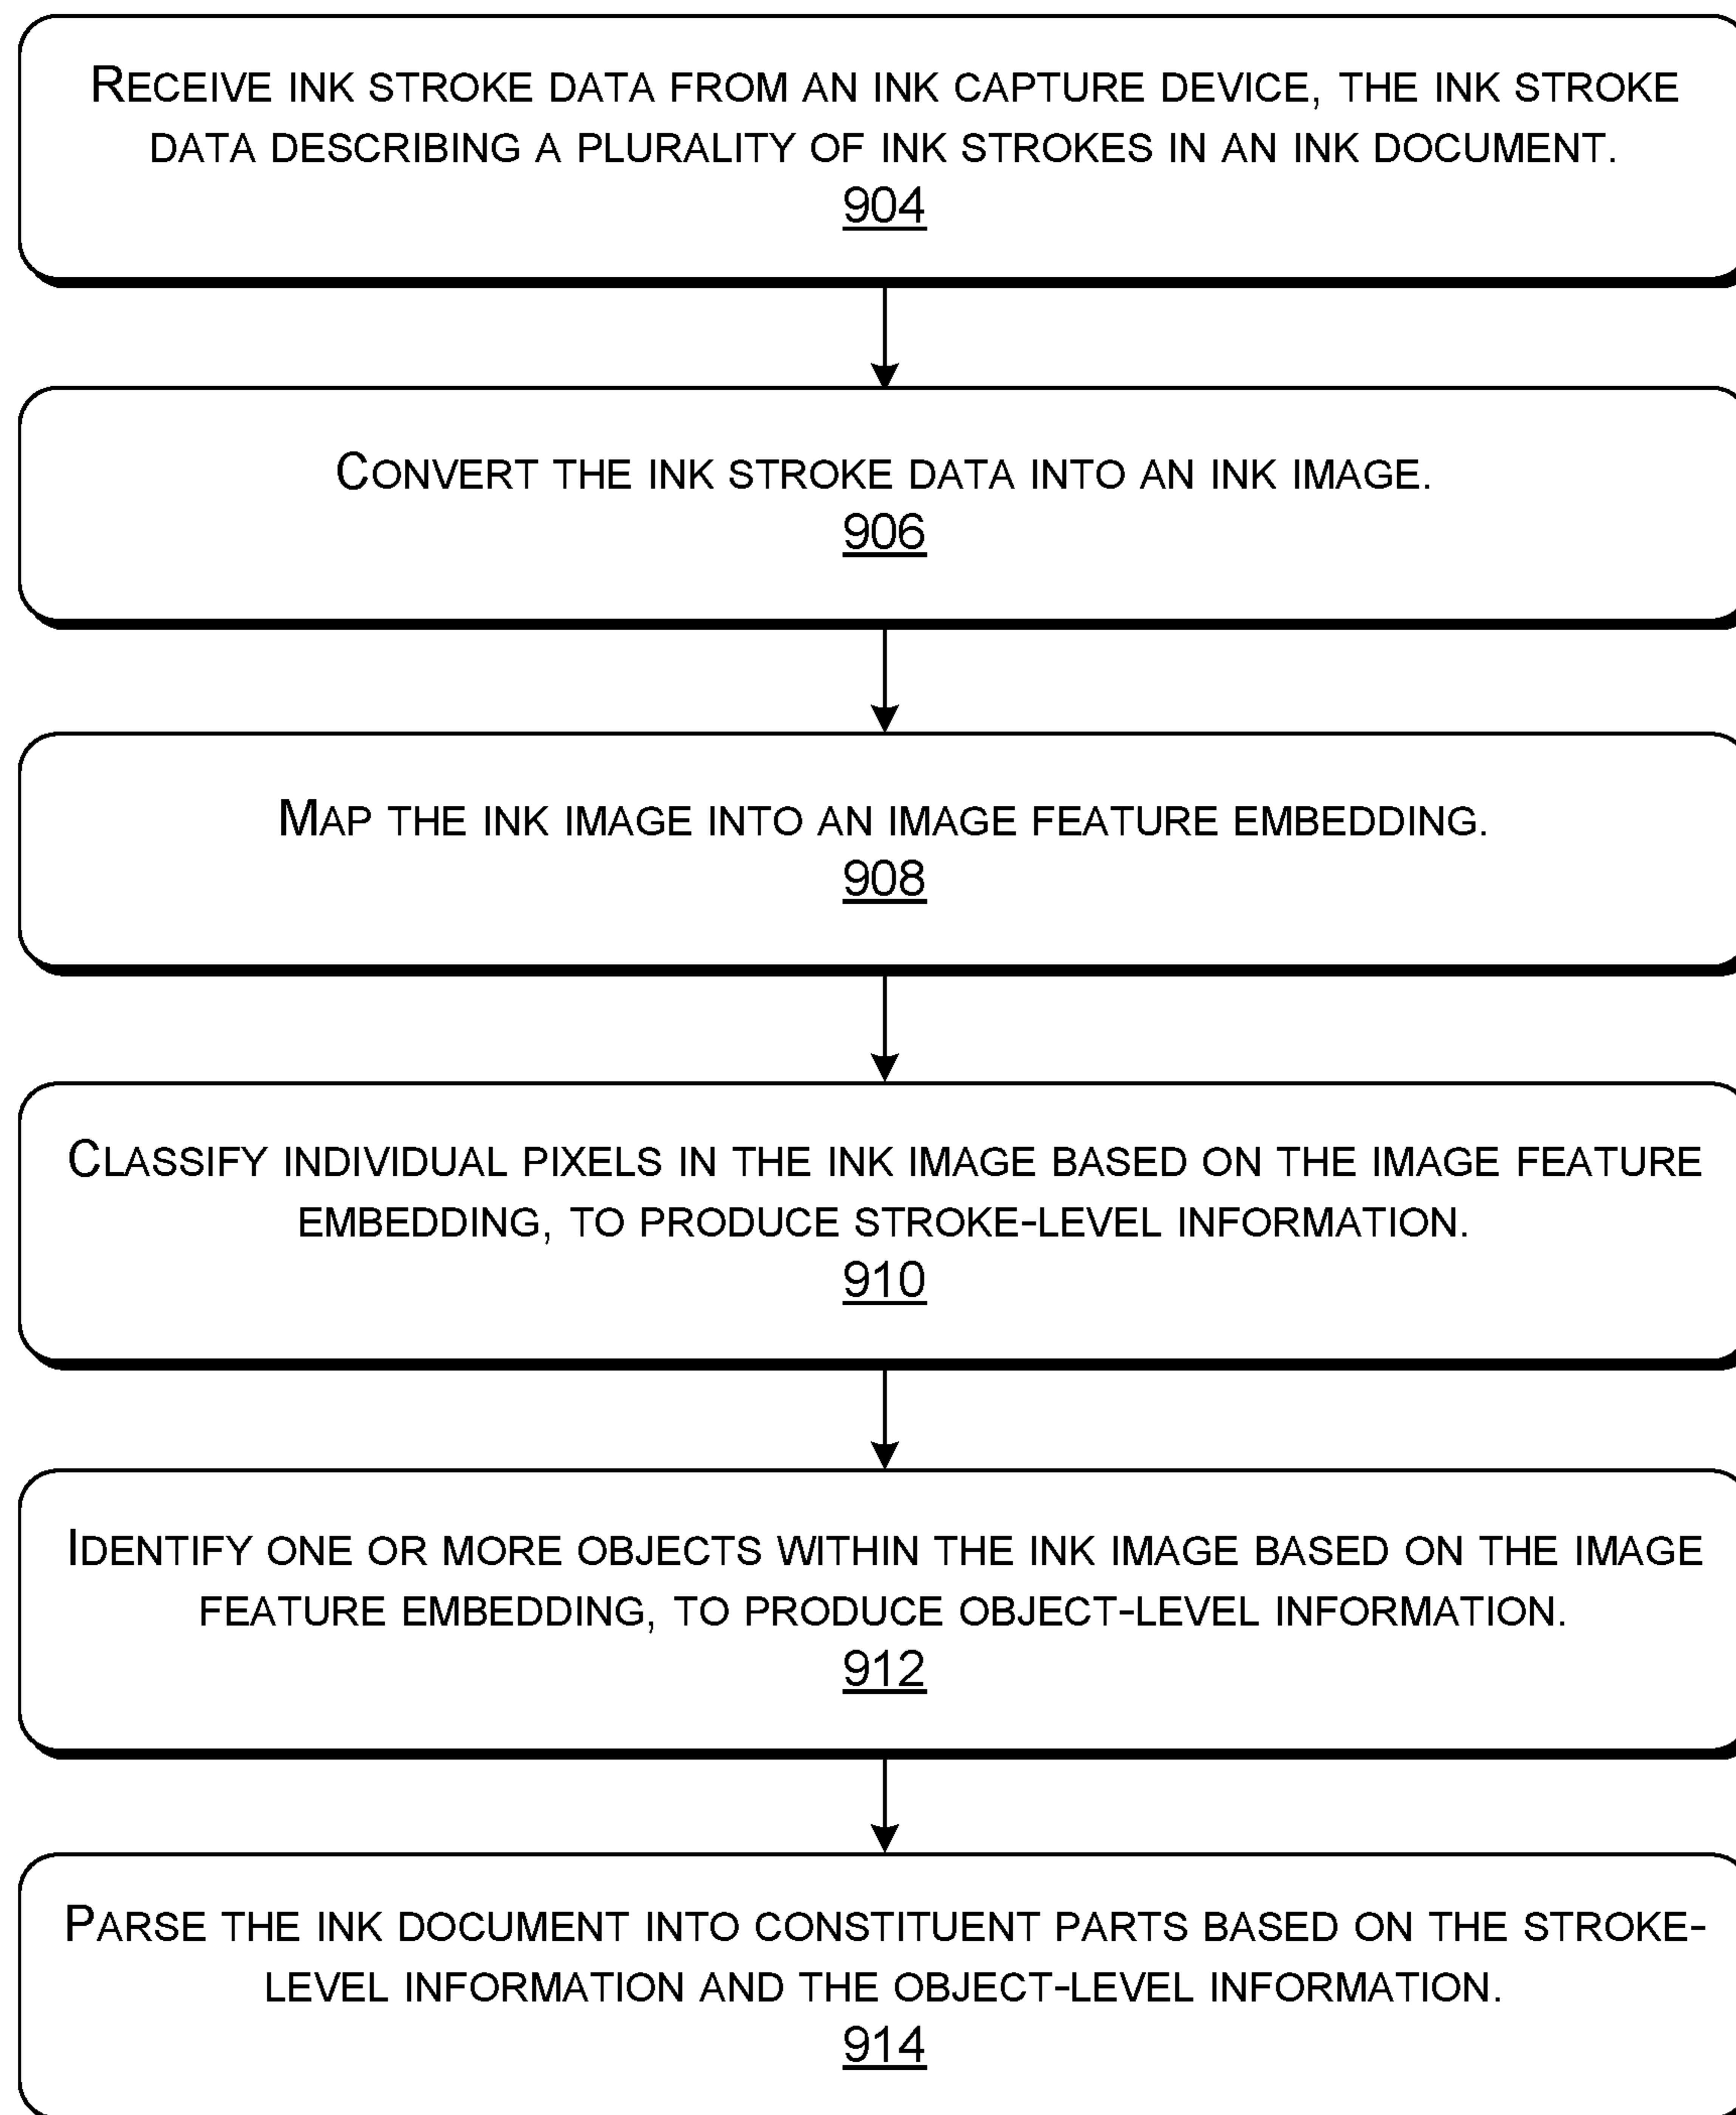 RECEIVE INK STROKE DATA FROM AN INK CAPTURE DEVICE, THE INK STROKE
DATA DESCRIBING A PLURALITY OF INK STROKES IN AN INK DOCUMENT.
904
CONVERT THE INK STROKE DATA INTO AN INK IMAGE.
906
MAP THE INK IMAGE INTO AN IMAGE FEATURE EMBEDDING.
908
CLASSIFY INDIVIDUAL PIXELS IN THE INK IMAGE BASED ON THE IMAGE FEATURE
EMBEDDING, TO PRODUCE STROKE-LEVEL INFORMATION.
910
IDENTIFY ONE OR MORE OBJECTS WITHIN THE INK IMAGE BASED ON THE IMAGE
FEATURE EMBEDDING, TO PRODUCE OBJECT-LEVEL INFORMATION.
912
PARSE THE INK DOCUMENT INTO CONSTITUENT PARTS BASED ON THE STROKE-
LEVEL INFORMATION AND THE OBJECT-LEVEL INFORMATION.
914